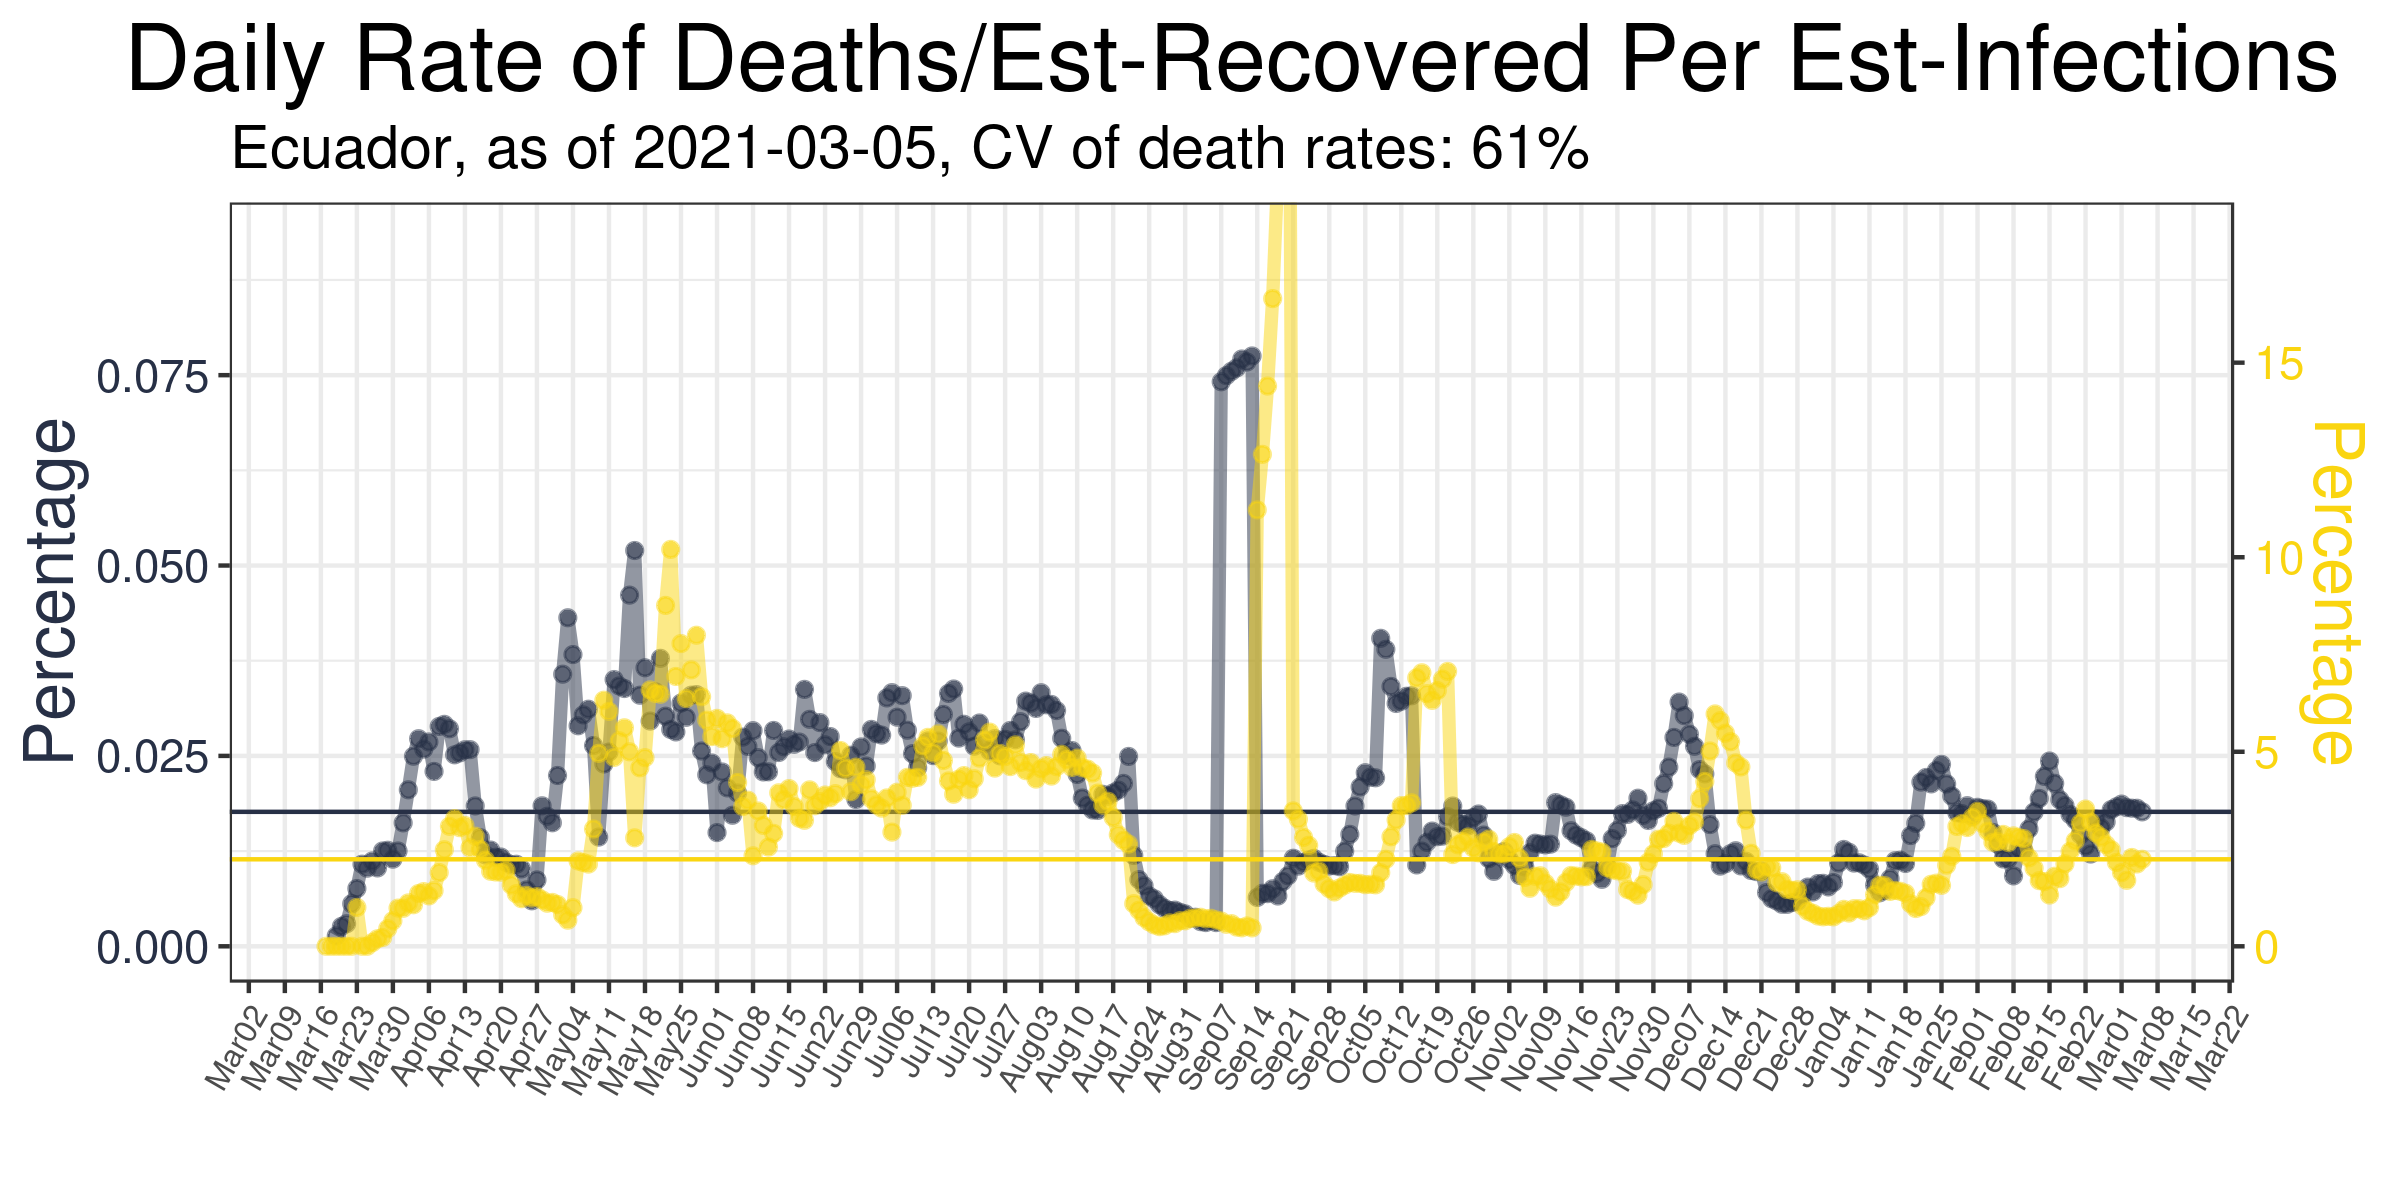 Daily Rate of Deaths/Est-Recovered Per Est-Infections
Ecuador, as of 2021-03-05, CV of death rates: 61%
Percentage
0.075
0.050
0.025
0.000
15
10
5
0
Percentage
Mar02
Mar09
Mar16
Mar23
Mar30
Apr06
Apr13
Apr20
Apr27
May04
May11
May18
May25
Jun01
Jun08
Jun15
Jun22
Jun29
Jul06
Jul13
Jul20
Jul27
Aug03
Aug10
Aug17
Aug24
Aug31
Sep07
Sep14
Sep21
Sep28
Oct05
Oct12
Oct19
Oct26
Nov02
Nov09
Nov16
Nov23
Nov30
Dec07
Dec14
Dec21
Dec28
Dec04
Jan11
Jan18
Jan25
Feb01
Feb08
Feb15
Feb22
Mar01
Mar08
Mar15
Mar22